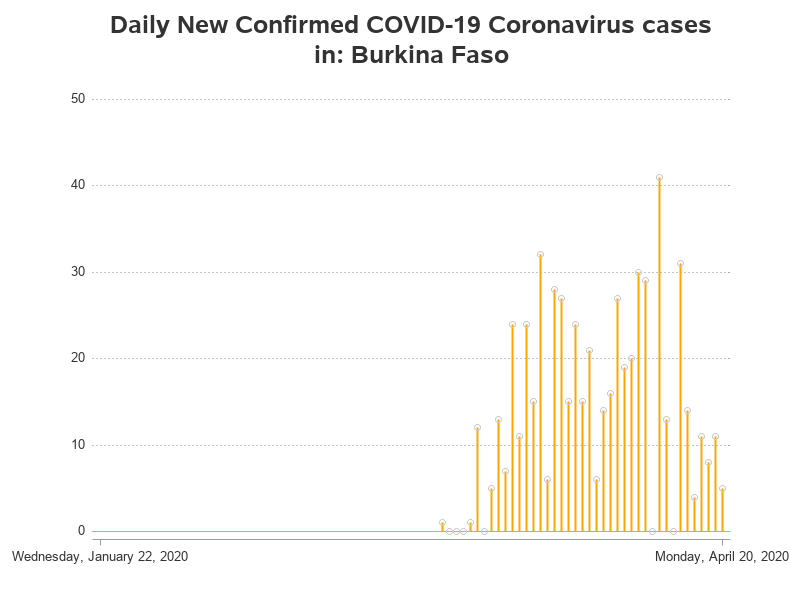 Daily New Confirmed COVID-19 Coronavirus cases
in: Burkina Faso
50
40
30
20
10
0
Wednesday, January 22, 2020
Monday, April 20, 2020